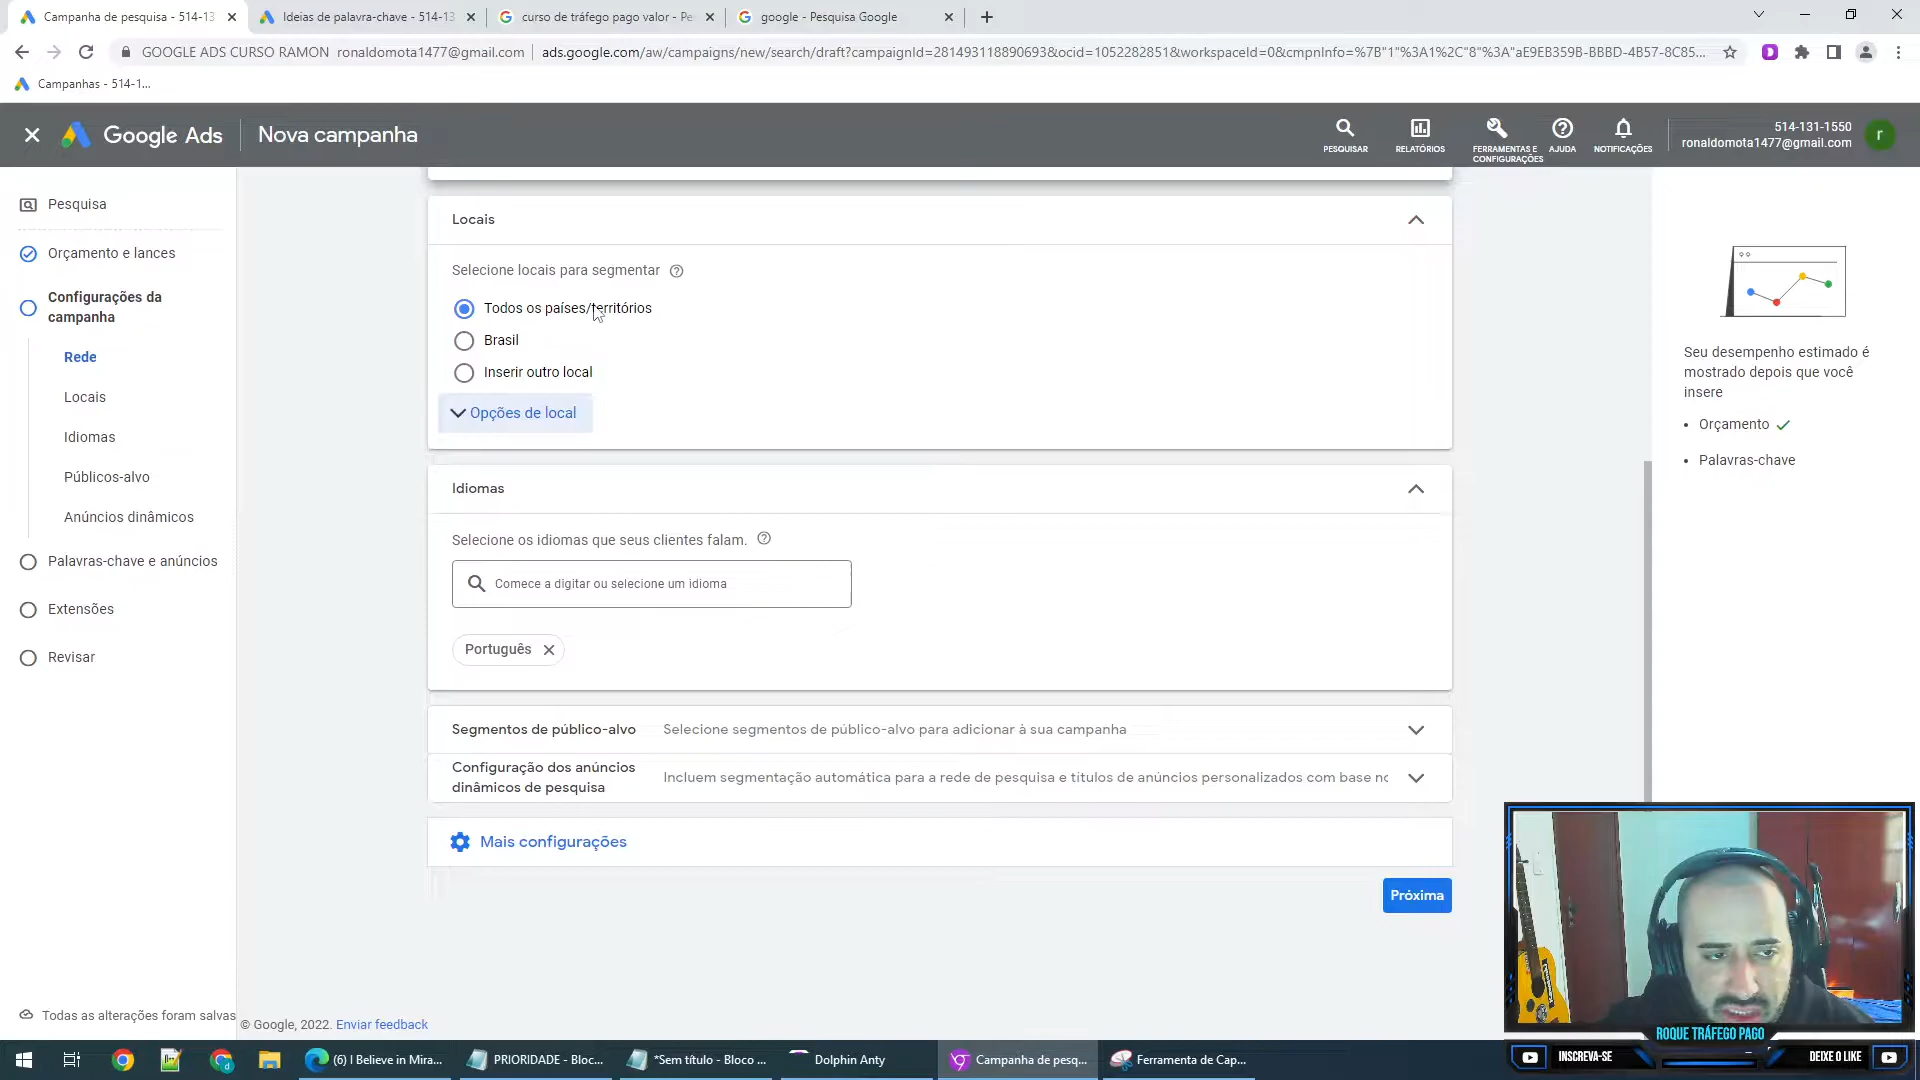 Campanha de pesquisa - 514-13
Ideias de palavra-chave - 514-13
curso de tráfego pago valor - Pe
google - Pesquisa Google
GOOGLE ADS CURSO RAMON ronaldomota1477@gmail.com
ads.google.com/aw/campaigns/new/search/draft?campaignId=281493118890693&ocid=1052282851&workspaceId=0&cmpnInfo=%7B"1"%3A1%2C"8"%3A"aE9EB359B-BBBD-4B57-8C85...
Campanhas - 514-1...
Google Ads
Nova campanha
PESQUISAR
RELATÓRIOS
FERRAMENTAS E CONFIGURAÇÕES
AJUDA
NOTIFICAÇÕES
514-131-1550
ronaldomota1477@gmail.com
r
Pesquisa
Orçamento e lances
Configurações da
campanha
Rede
Locais
Idiomas
Públicos-alvo
Anúncios dinâmicos
Palavras-chave e anúncios
Extensões
Revisar
Todas as alterações foram salvas
Locais
Selecione locais para segmentar
Todos os países/territórios
Brasil
Inserir outro local
Opções de local
Idiomas
Selecione os idiomas que seus clientes falam.
Comece a digitar ou selecione um idioma
Português
Segmentos de público-alvo
Selecione segmentos de público-alvo para adicionar à sua campanha
Configuração dos anúncios
dinâmicos de pesquisa
Incluem segmentação automática para a rede de pesquisa e títulos de anúncios personalizados com base no
Mais configurações
Próxima
© Google, 2022. Enviar feedback
Seu desempenho estimado é
mostrado depois que você
insere
Orçamento
Palavras-chave
ROQUE TRÁFEGO PAGO
INSCREVA-SE
DEIXE O LIKE
(6) I Believe in Mira...
PRIORIDADE - Bloc...
*Sem título - Bloco ...
Dolphin Anty
Campanha de pesq...
Ferramenta de Cap...